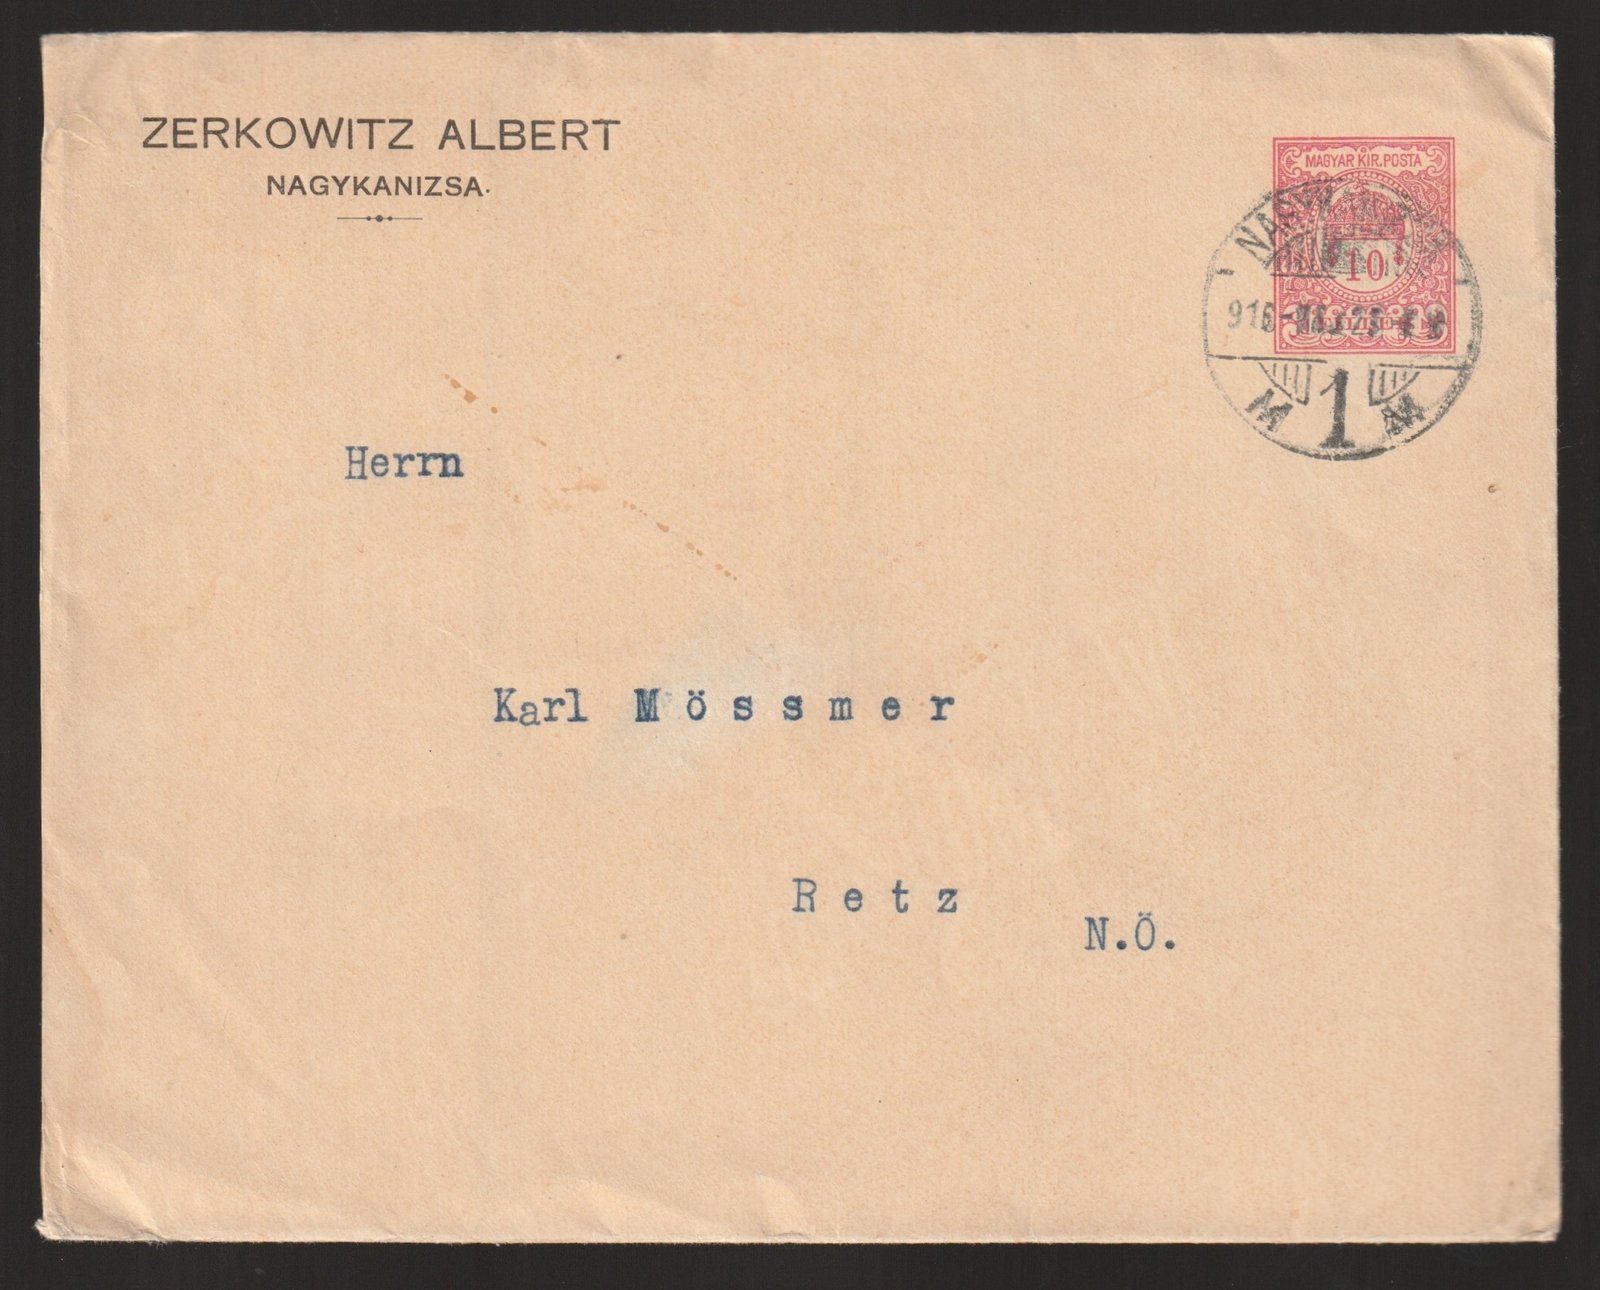 ZERKOWITZ ALBERT
NAGYKANIZSA.
MAGYAR KIR. POSTA
10
1
Herrn
Karl Mössmer
Retz
N.Ö.